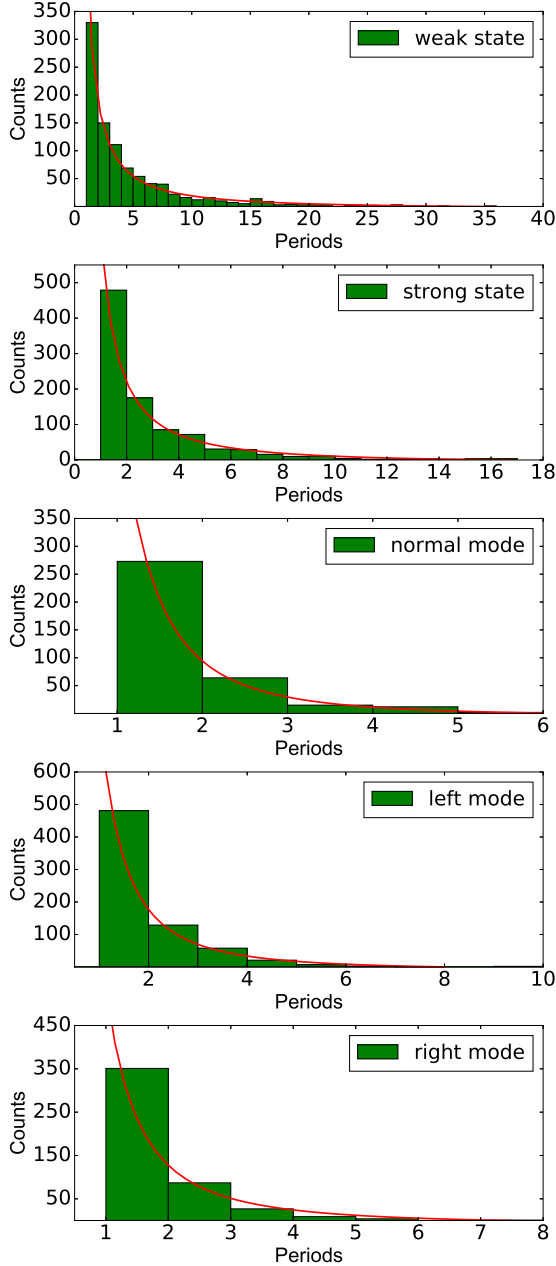 350
300
250
200
150
100
50
Counts
weak state
0 5 10 15 20 25 30 35 40
Periods
500
400
300
200
100
0
Counts
strong state
0 2 4 6 8 10 12 14 16 18
Periods
350
300
250
200
150
100
50
Counts
normal mode
1 2 3 4 5 6
Periods
600
500
400
300
200
100
Counts
left mode
2 4 6 8 10
Periods
450
350
250
150
50
Counts
right mode
1 2 3 4 5 6 7 8
Periods